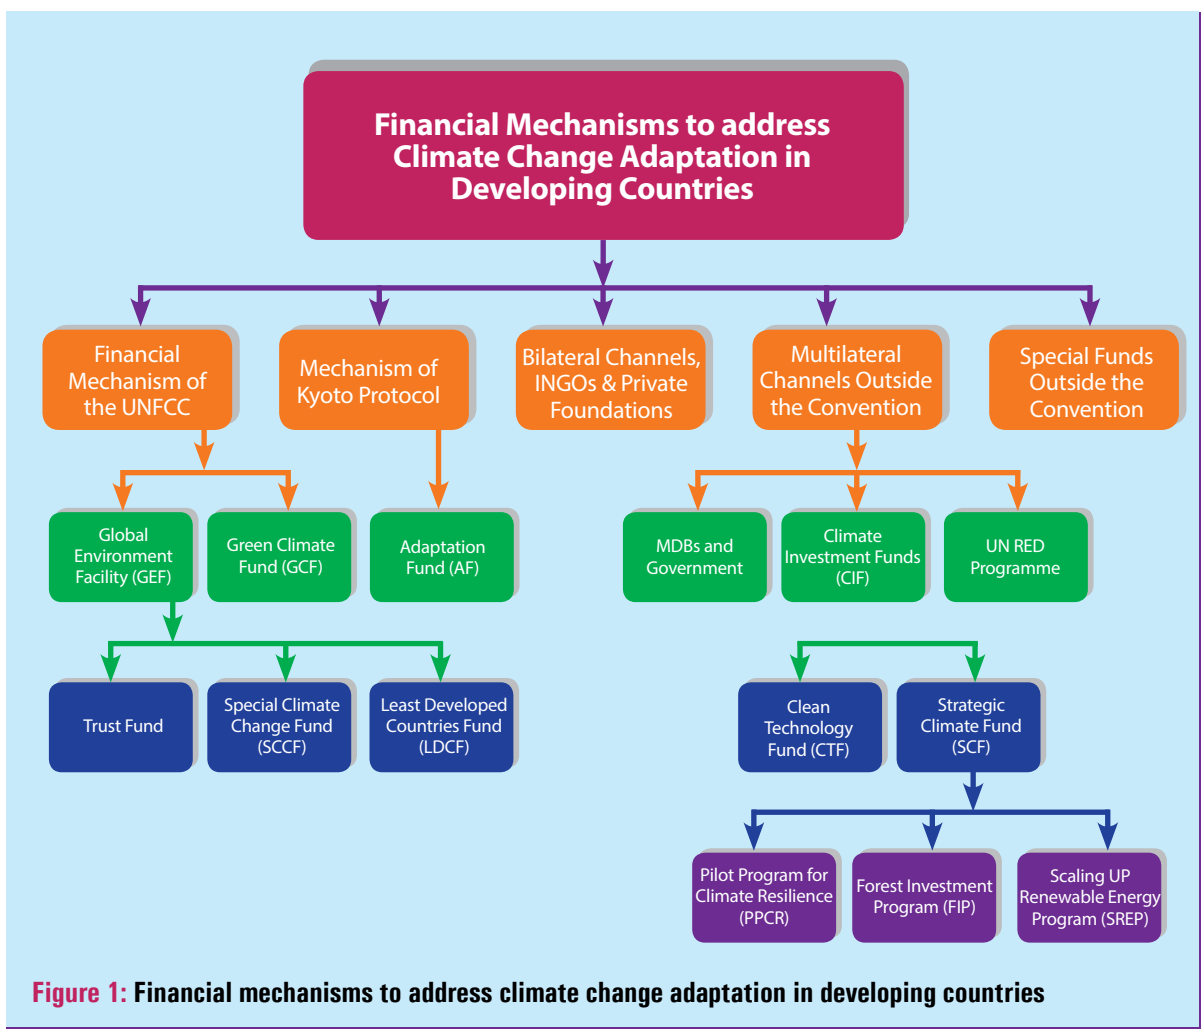 Financial Mechanisms to address
Climate Change Adaptation in
Developing Countries
Financial
Mechanism of
the UNFCC
Mechanism of
Kyoto Protocol
Bilateral Channels,
INGOs & Private
Foundations
Multilateral
Channels Outside
the Convention
Special Funds
Outside the
Convention
Global
Environment
Facility (GEF)
Green Climate
Fund (GCF)
Adaptation
Fund (AF)
MDBs and
Government
Climate
Investment Funds
(CIF)
UN RED
Programme
Trust Fund
Special Climate
Change Fund
(SCCF)
Least Developed
Countries Fund
(LDCF)
Clean
Technology
Fund (CTF)
Strategic
Climate Fund
(SCF)
Pilot Program for
Climate Resilience
(PPCR)
Forest Investment
Program (FIP)
Scaling UP
Renewable Energy
Program (SREP)
Figure 1: Financial mechanisms to address climate change adaptation in developing countries